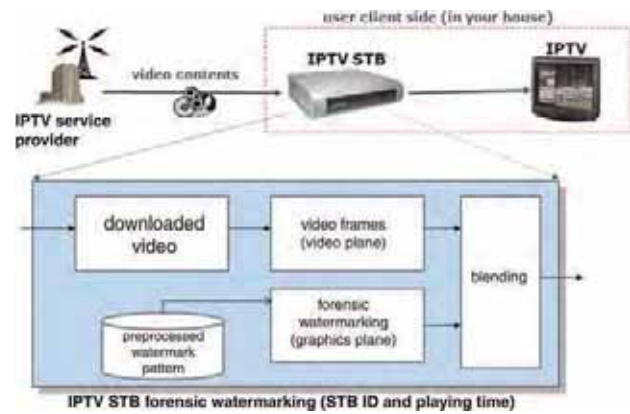 user client side (in your house)
IPTV STB
IPTV
video contents
IPTV service
provider
downloaded
video
video frames
(video plane)
blending
forensic
watermarking
(graphics plane)
preprocessed
watermark
pattern
IPTV STB forensic watermarking (STB ID and playing time)